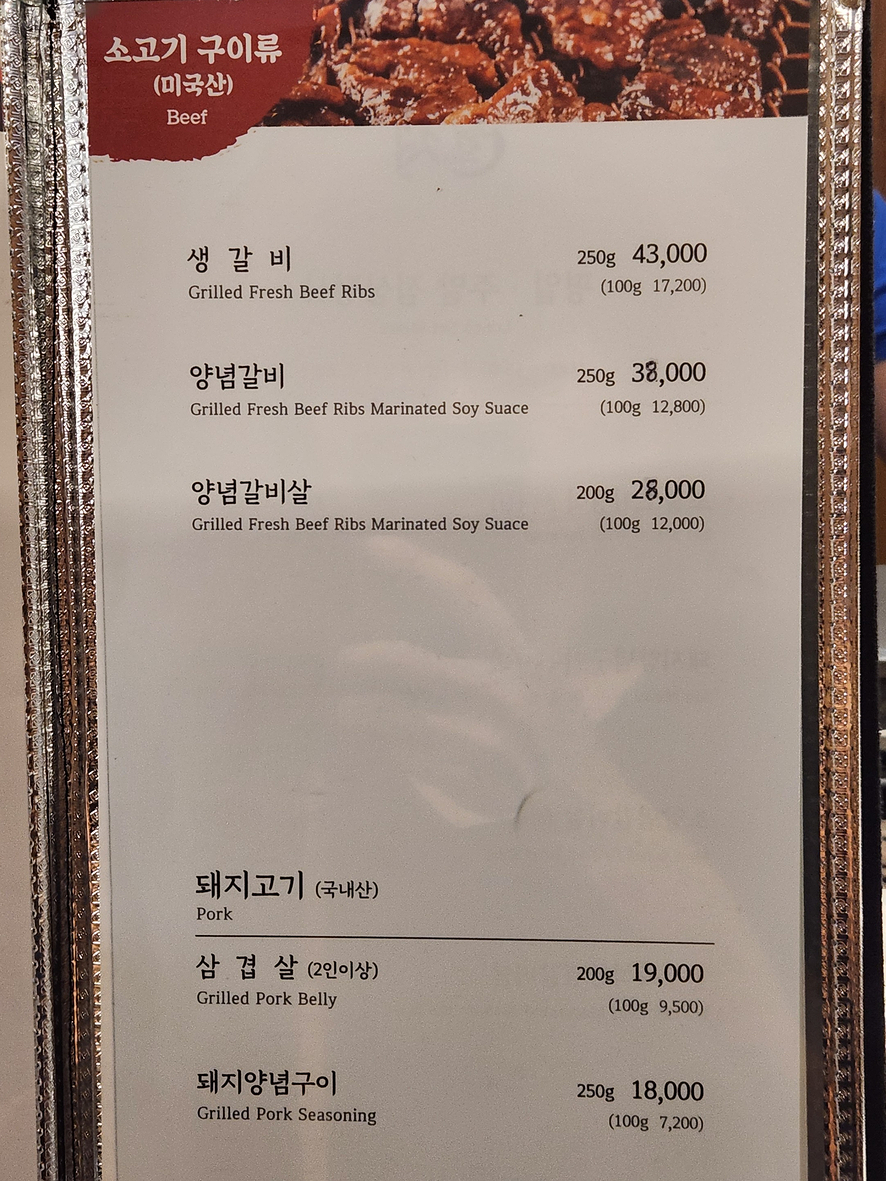 소고기 구이류
(미국산)
Beef
생 갈 비 250g 43,000
Grilled Fresh Beef Ribs (100g 17,200)
양념갈비 250g 38,000
Grilled Fresh Beef Ribs Marinated Soy Suace (100g 12,800)
양념갈비살 200g 28,000
Grilled Fresh Beef Ribs Marinated Soy Suace (100g 12,000)
돼지고기 (국내산)
Pork
삼 겹 살 (2인이상) 200g 19,000
Grilled Pork Belly (100g 9,500)
돼지양념구이 250g 18,000
Grilled Pork Seasoning (100g 7,200)